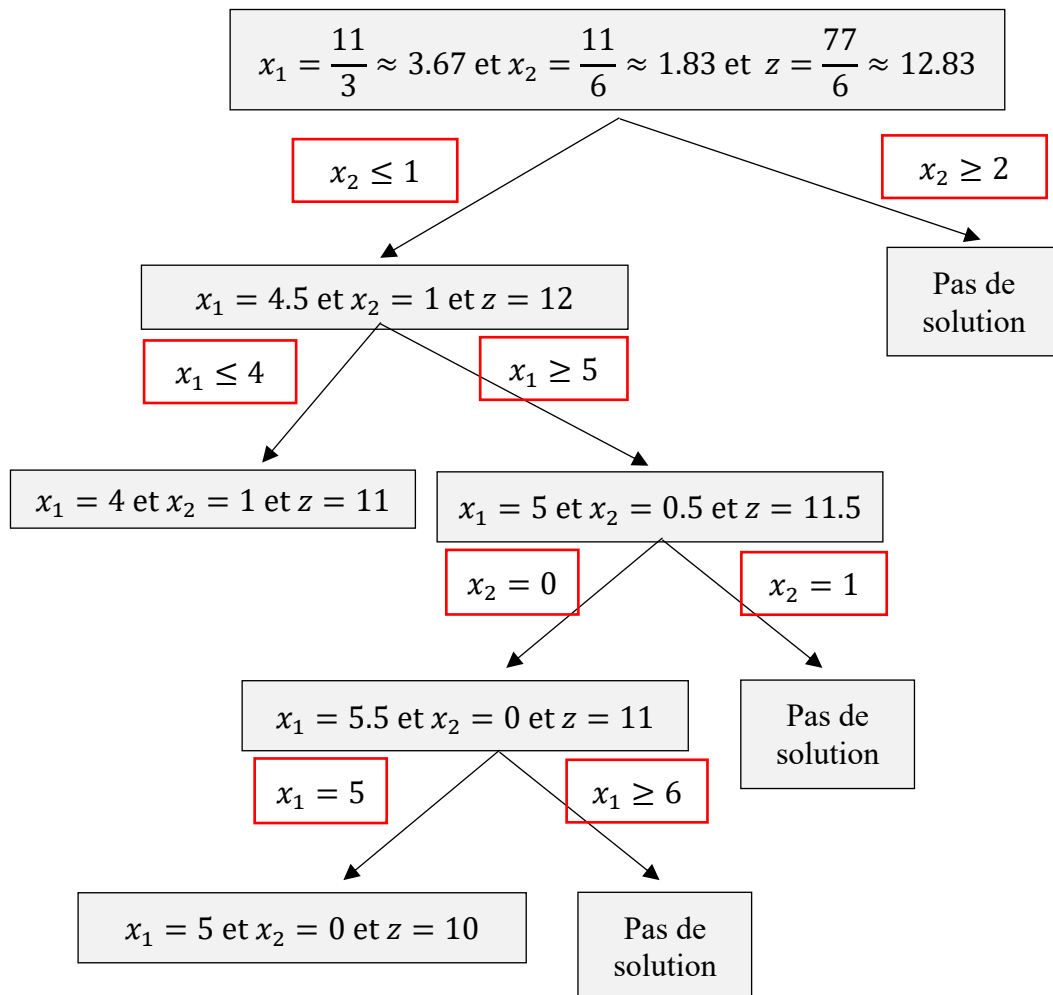 x₁ = 11/3 ≈ 3.67 et x₂ = 11/6 ≈ 1.83 et z = 77/6 ≈ 12.83
x₂ ≤ 1
x₂ ≥ 2
x₁ = 4.5 et x₂ = 1 et z = 12
Pas de
solution
x₁ ≤ 4
x₁ ≥ 5
x₁ = 4 et x₂ = 1 et z = 11
x₁ = 5 et x₂ = 0.5 et z = 11.5
x₂ = 0
x₂ = 1
x₁ = 5.5 et x₂ = 0 et z = 11
Pas de
solution
x₁ = 5
x₁ ≥ 6
x₁ = 5 et x₂ = 0 et z = 10
Pas de
solution